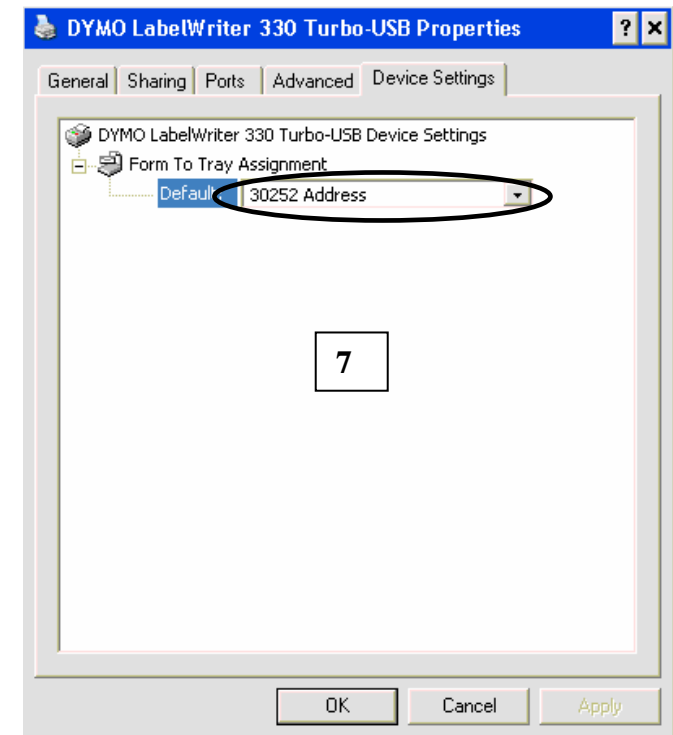 DYMO LabelWriter 330 Turbo-USB Properties ? ×
General Sharing Ports Advanced Device Settings
DYMO LabelWriter 330 Turbo-USB Device Settings
Form To Tray Assignment
Default: 30252 Address
7
OK Cancel Apply